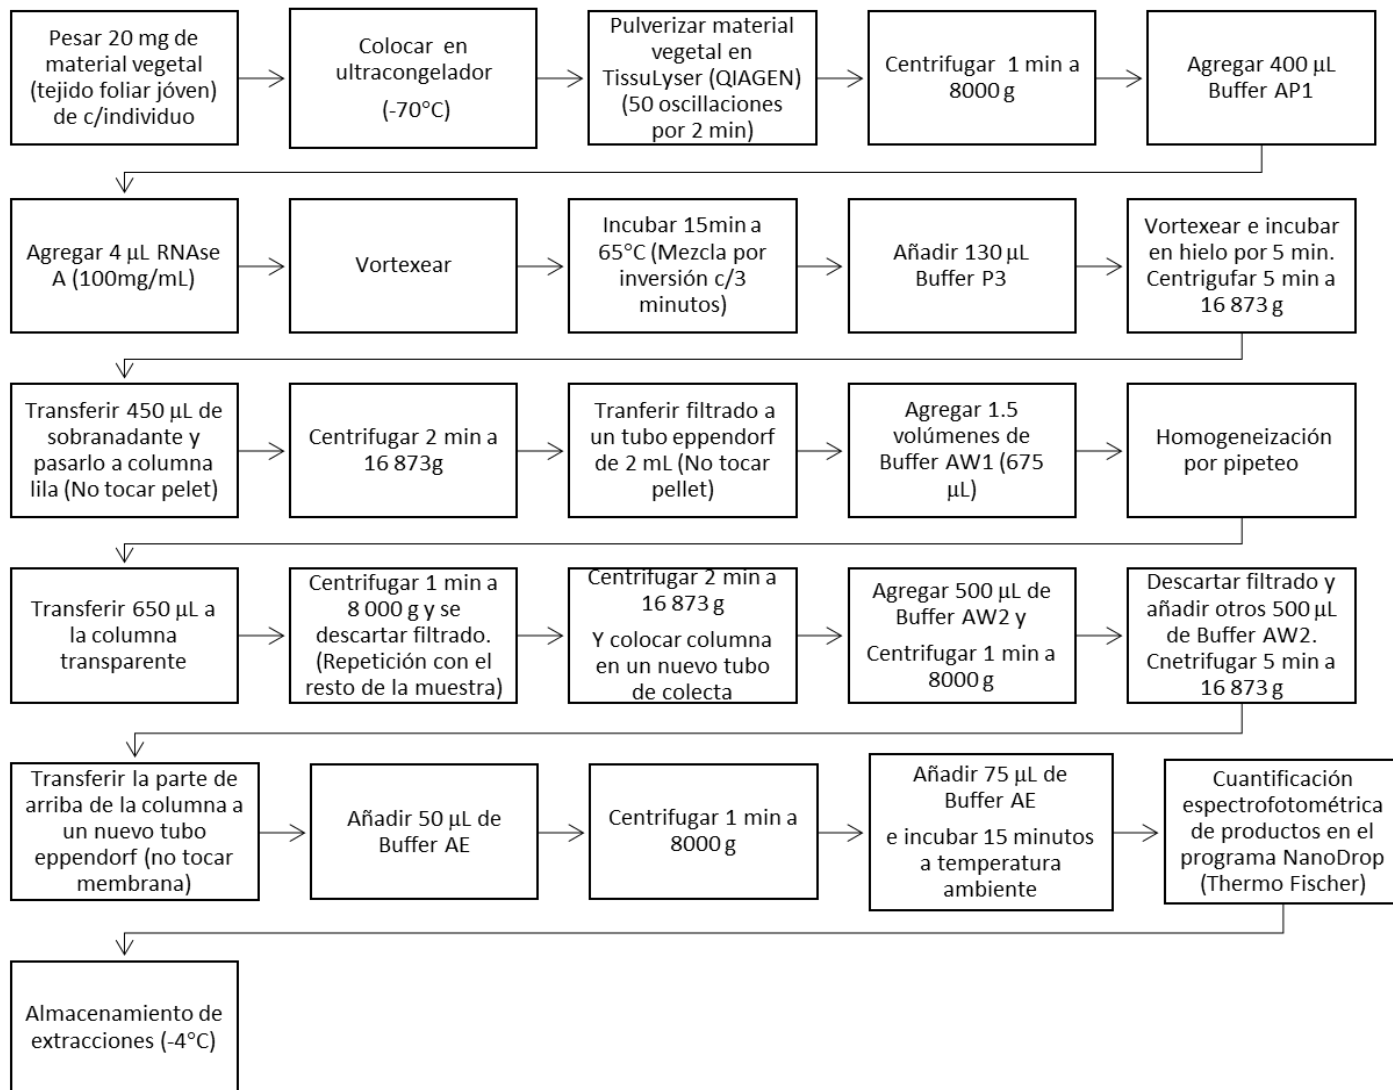 Pesar 20 mg de
material vegetal
(tejido foliar jóven)
de c/individuo
Colocar en
ultracongelador
(-70°C)
Pulverizar material
vegetal en
TissuLyser (QIAGEN)
(50 oscillaciones
por 2 min)
Centrifugar 1 min a
8000 g
Agregar 400 µL
Buffer AP1
Agregar 4 µL RNAse
A (100mg/mL)
Vortexear
Incubar 15min a
65°C (Mezcla por
inversión c/3
minutos)
Añadir 130 µL
Buffer P3
Vortexear e incubar
en hielo por 5 min.
Centrigufar 5 min a
16 873 g
Transferir 450 µL de
sobranadante y
pasarlo a columna
lila (No tocar pelet)
Centrifugar 2 min a
16 873g
Tranferir filtrado a
un tubo eppendorf
de 2 mL (No tocar
pellet)
Agregar 1.5
volúmenes de
Buffer AW1 (675
µL)
Homogeneización
por pipeteo
Transferir 650 µL a
la columna
transparente
Centrifugar 1 min a
8 000 g y se
descartar filtrado.
(Repetición con el
resto de la muestra)
Centrifugar 2 min a
16 873 g
Y colocar columna
en un nuevo tubo
de colecta
Agregar 500 µL de
Buffer AW2 y
Centrifugar 1 min a
8000 g
Descartar filtrado y
añadir otros 500 µL
de Buffer AW2.
Cnetrifugar 5 min a
16 873 g
Transferir la parte de
arriba de la columna a
un nuevo tubo
eppendorf (no tocar
membrana)
Añadir 50 µL de
Buffer AE
Centrifugar 1 min a
8000 g
Añadir 75 µL de
Buffer AE
e incubar 15 minutos
a temperatura
ambiente
Cuantificación
espectrofotométrica
de productos en el
programa NanoDrop
(Thermo Fischer)
Almacenamiento de
extracciones (-4°C)